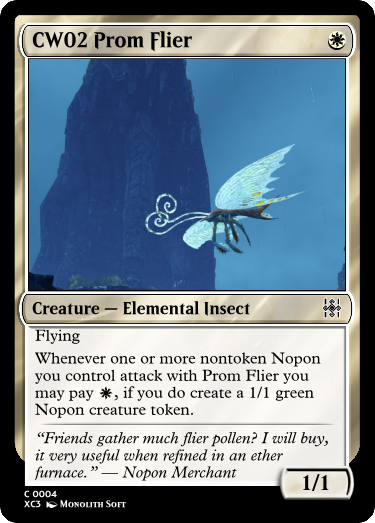 CW02 Prom Flier
Creature — Elemental Insect
Flying
Whenever one or more nontoken Nopon
you control attack with Prom Flier you
may pay , if you do create a 1/1 green
Nopon creature token.
“Friends gather much flier pollen? I will buy,
it very useful when refined in an ether
furnace.” — Nopon Merchant
1/1
C 0004
XC3 Monolith Soft